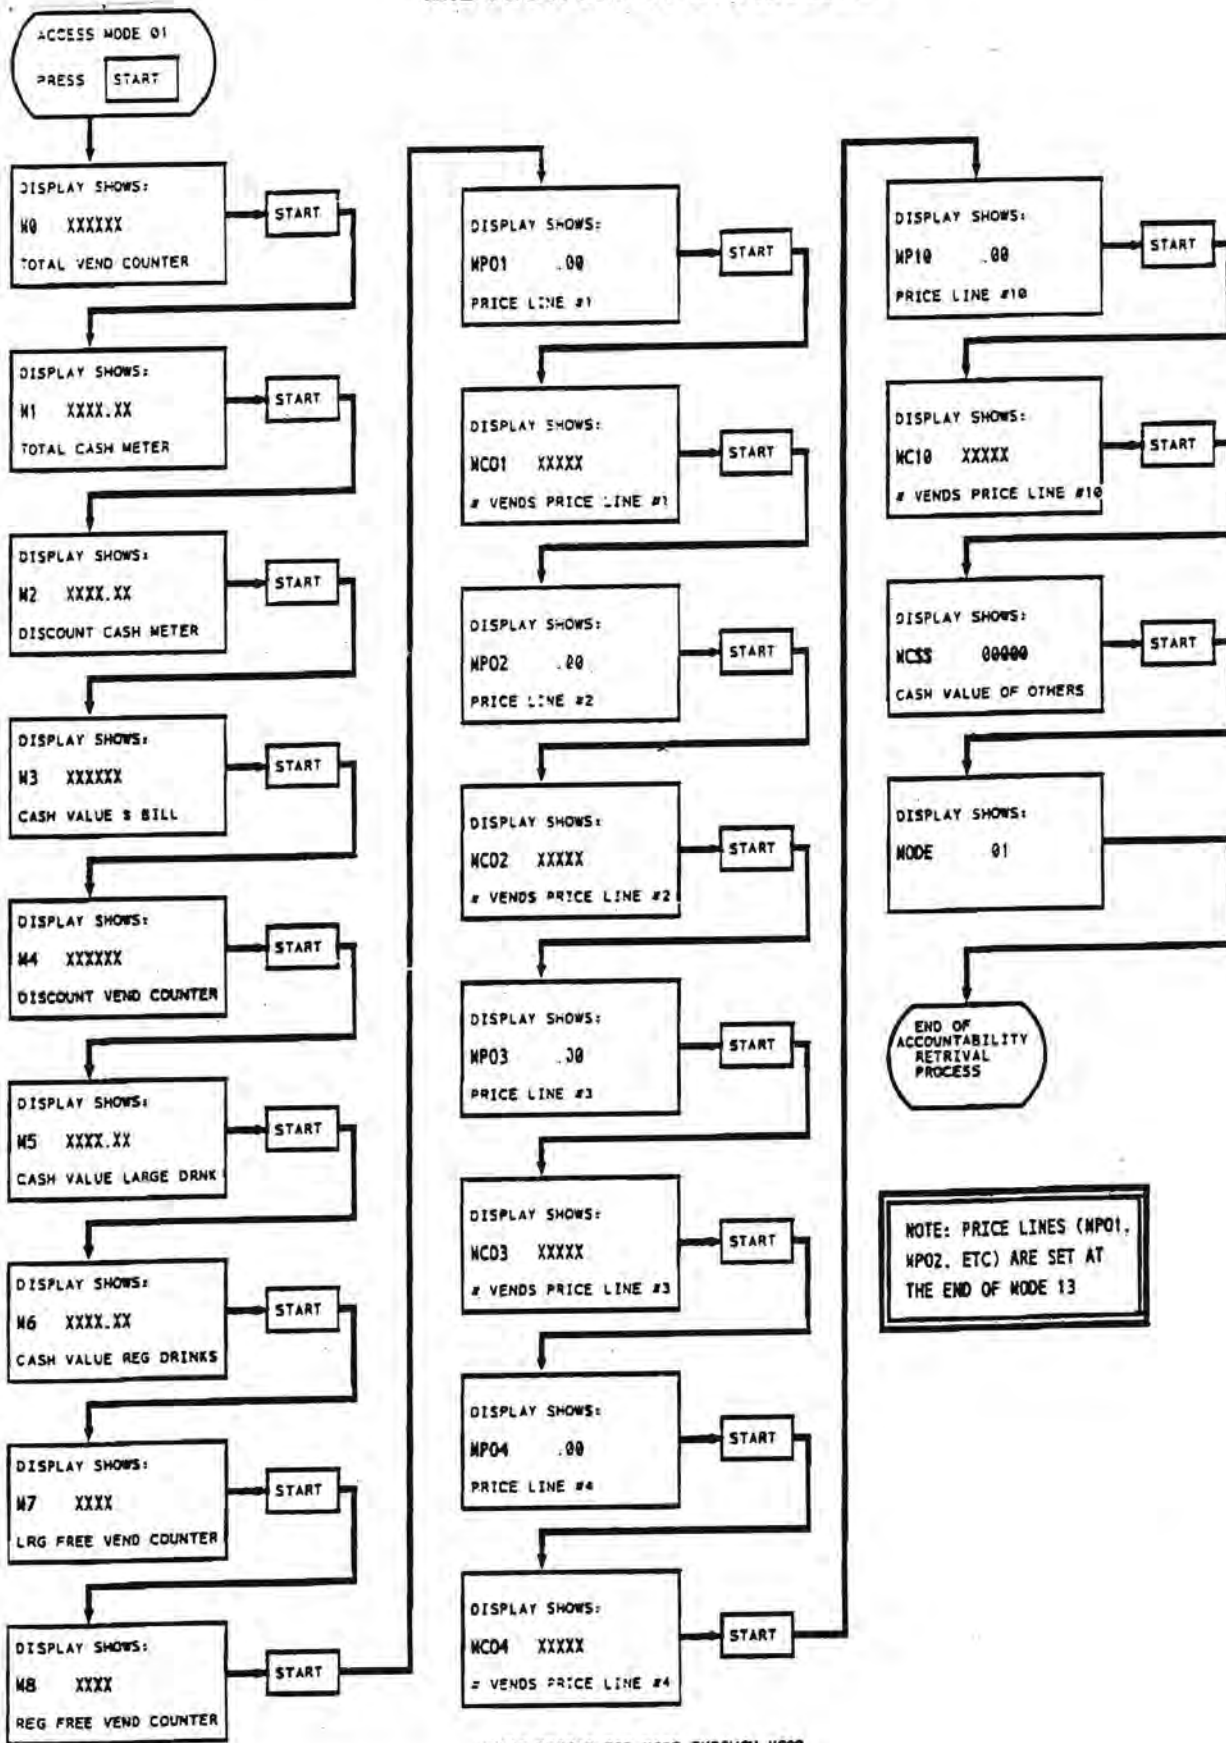 ACCESS MODE 01
PRESS START
DISPLAY SHOWS:
M0 XXXXXX
TOTAL VEND COUNTER
START
DISPLAY SHOWS:
M1 XXXX.XX
TOTAL CASH METER
START
DISPLAY SHOWS:
M2 XXXX.XX
DISCOUNT CASH METER
START
DISPLAY SHOWS:
M3 XXXXXX
CASH VALUE $ BILL
START
DISPLAY SHOWS:
M4 XXXXXX
DISCOUNT VEND COUNTER
START
DISPLAY SHOWS:
M5 XXXX.XX
CASH VALUE LARGE DRNK
START
DISPLAY SHOWS:
M6 XXXX.XX
CASH VALUE REG DRINKS
START
DISPLAY SHOWS:
M7 XXXX
LRG FREE VEND COUNTER
START
DISPLAY SHOWS:
M8 XXXX
REG FREE VEND COUNTER
START
DISPLAY SHOWS:
MP01 .00
PRICE LINE #1
START
DISPLAY SHOWS:
MC01 XXXXX
# VENDS PRICE LINE #1
START
DISPLAY SHOWS:
MP02 .00
PRICE LINE #2
START
DISPLAY SHOWS:
MC02 XXXXX
# VENDS PRICE LINE #2
START
DISPLAY SHOWS:
MP03 .00
PRICE LINE #3
START
DISPLAY SHOWS:
MC03 XXXXX
# VENDS PRICE LINE #3
START
DISPLAY SHOWS:
MP04 .00
PRICE LINE #4
START
DISPLAY SHOWS:
MC04 XXXXX
# VENDS PRICE LINE #4
START
DISPLAY SHOWS:
MP10 .00
PRICE LINE #10
START
DISPLAY SHOWS:
MC10 XXXXX
# VENDS PRICE LINE #10
START
DISPLAY SHOWS:
MC$$ 00000
CASH VALUE OF OTHERS
START
DISPLAY SHOWS:
MODE 01
END OF
ACCOUNTABILITY
RETRIVAL
PROCESS
NOTE: PRICE LINES (MP01,
MP02, ETC) ARE SET AT
THE END OF MODE 13